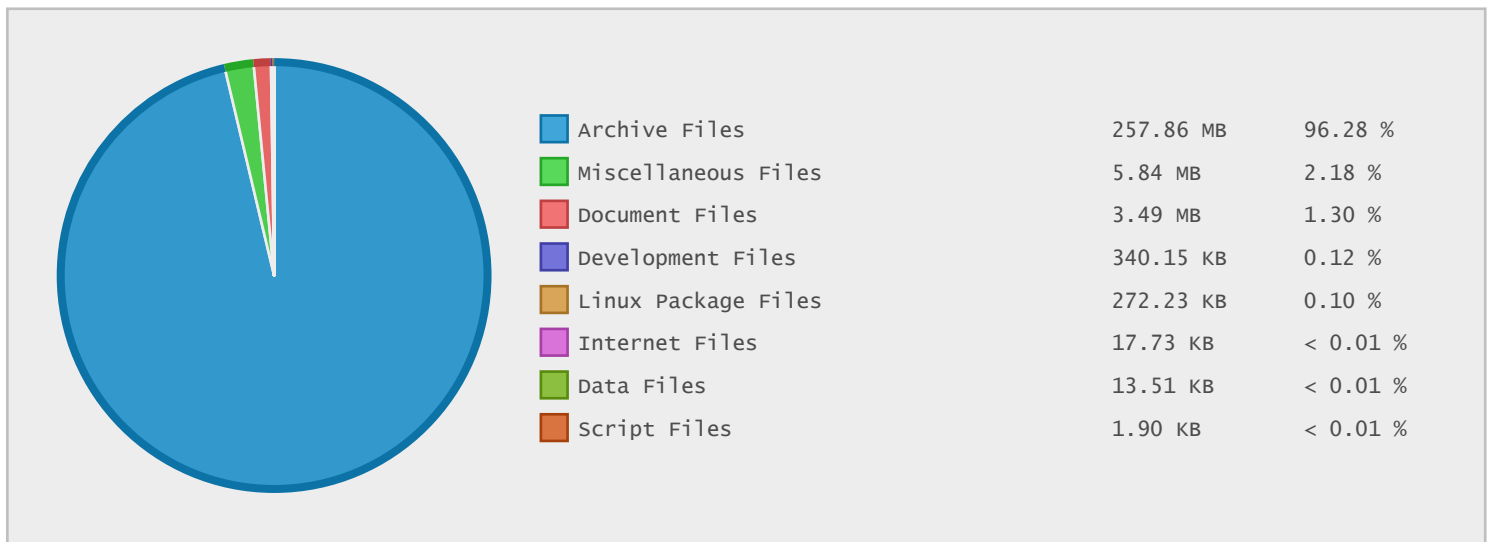 Archive Files 257.86 MB 96.28 %
Miscellaneous Files 5.84 MB 2.18 %
Document Files 3.49 MB 1.30 %
Development Files 340.15 KB 0.12 %
Linux Package Files 272.23 KB 0.10 %
Internet Files 17.73 KB < 0.01 %
Data Files 13.51 KB < 0.01 %
Script Files 1.90 KB < 0.01 %